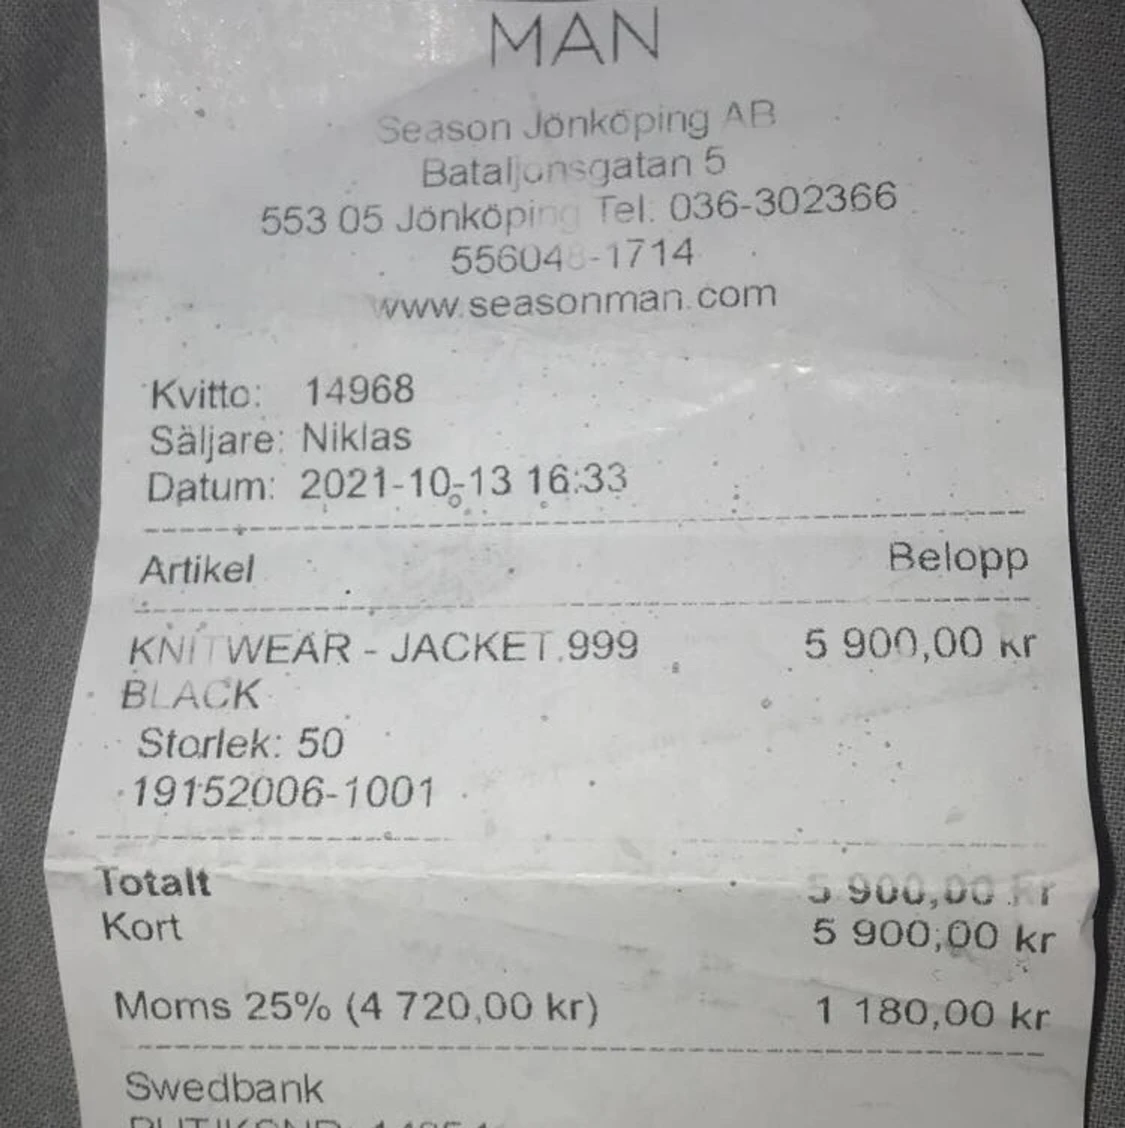 MAN
Season Jönköping AB
Bataljonsgatan 5
553 05 Jönköping Tel. 036-302366
556048-1714
www.seasonman.com
Kvitto: 14968
Säljare: Niklas
Datum: 2021-10-13 16:33
Artikel Belopp
KNITWEAR - JACKET.999 5 900,00 kr
BLACK
Storlek: 50
19152006-1001
Totalt 5 900,00 kr
Kort 5 900,00 kr
Moms 25% (4 720,00 kr) 1 180,00 kr
Swedbank